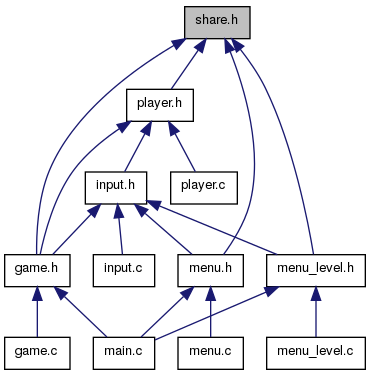 share.h
player.h
input.h
player.c
game.h
input.c
menu.h
menu_level.h
game.c
main.c
menu.c
menu_level.c